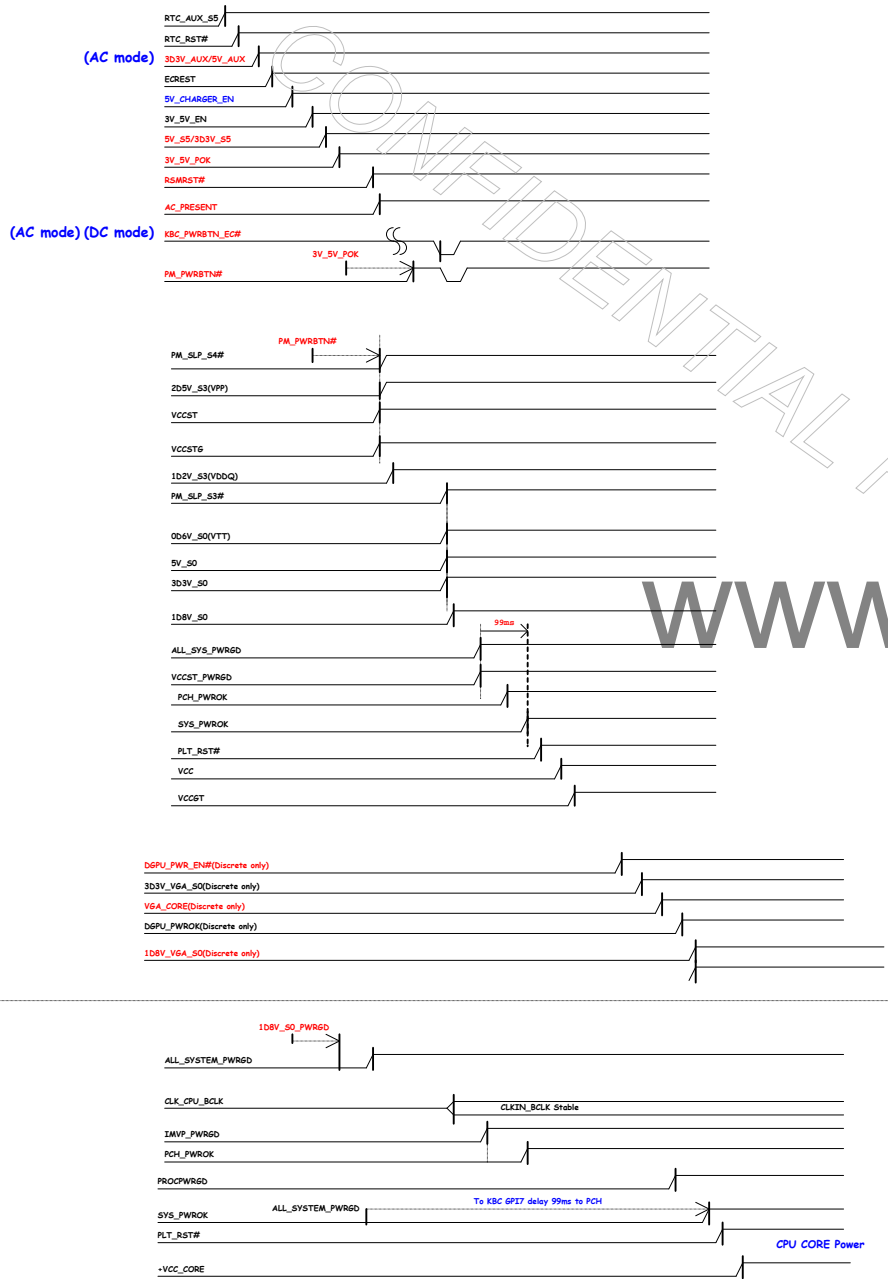 RTC_AUX_S5
RTC_RST#
(AC mode) 3D3V_AUX/5V_AUX
ECREST
5V_CHARGER_EN
3V_5V_EN
5V_S5/3D3V_S5
3V_5V_POK
RSMRST#
AC_PRESENT
(AC mode) (DC mode) KBC_PWRBTN_EC#
3V_5V_POK
PM_PWRBTN#
PM_PWRBTN#
PM_SLP_S4#
2D5V_S3(VPP)
VCCST
VCCSTG
1D2V_S3(VDDQ)
PM_SLP_S3#
0D6V_S0(VTT)
5V_S0
3D3V_S0
1D8V_S0
99ms
ALL_SYS_PWRGD
VCCST_PWRGD
PCH_PWROK
SYS_PWROK
PLT_RST#
VCC
VCCGT
DGPU_PWR_EN#(Discrete only)
3D3V_VGA_S0(Discrete only)
VGA_CORE(Discrete only)
DGPU_PWROK(Discrete only)
1D8V_VGA_S0(Discrete only)
1D8V_S0_PWRGD
ALL_SYSTEM_PWRGD
CLK_CPU_BCLK
CLKIN_BCLK Stable
IMVP_PWRGD
PCH_PWROK
PROCPWRGD
To KBC GPI7 delay 99ms to PCH
SYS_PWROK
ALL_SYSTEM_PWRGD
PLT_RST#
CPU CORE Power
+VCC_CORE
CONFIDENTIAL
www